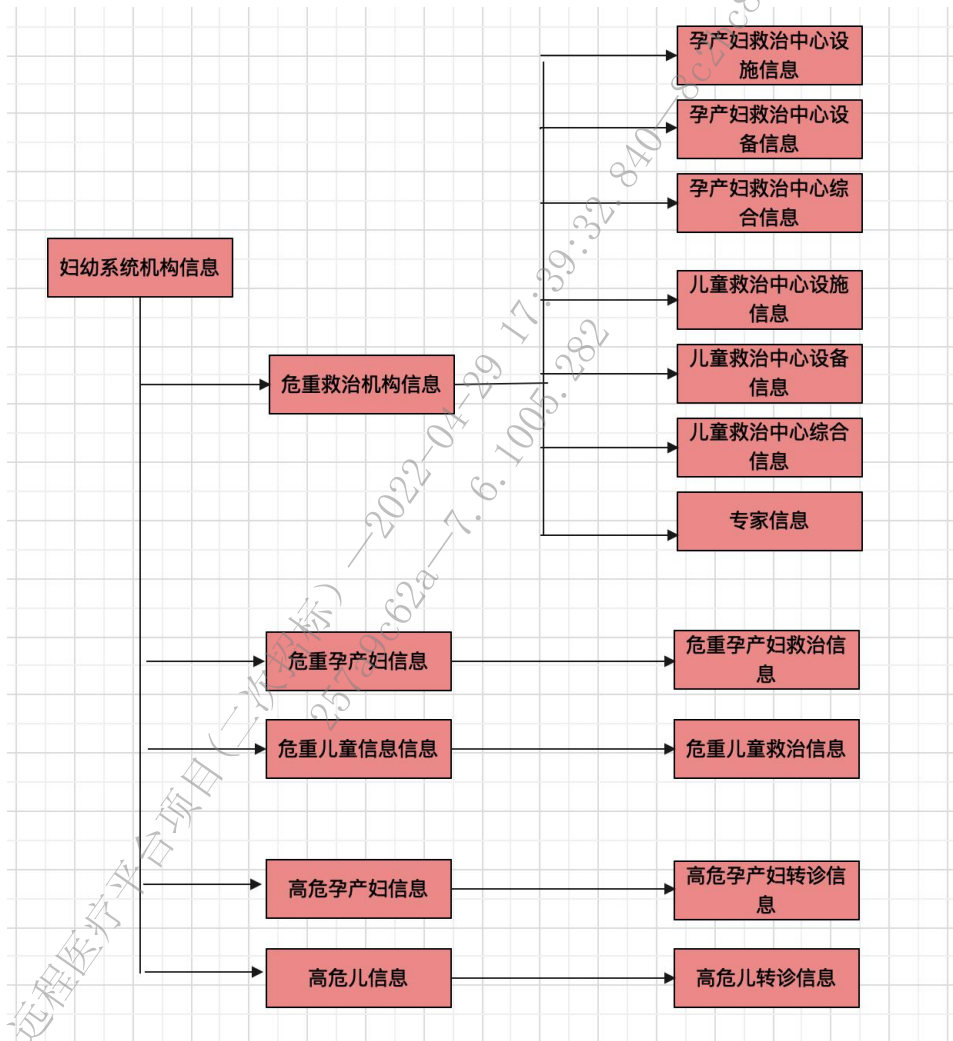 孕产妇救治中心设
施信息
孕产妇救治中心设
备信息
孕产妇救治中心综
合信息
妇幼系统机构信息
儿童救治中心设施
信息
危重救治机构信息
儿童救治中心设备
信息
儿童救治中心综合
信息
专家信息
危重孕产妇信息
危重孕产妇救治信
息
危重儿童信息信息
危重儿童救治信息
高危孕产妇信息
高危孕产妇转诊信
息
高危儿信息
高危儿转诊信息
远程医疗平台项目(二次招标)—2022-04-29 17:39:32.840—8c2
257a9c62a—7.6.1005.282